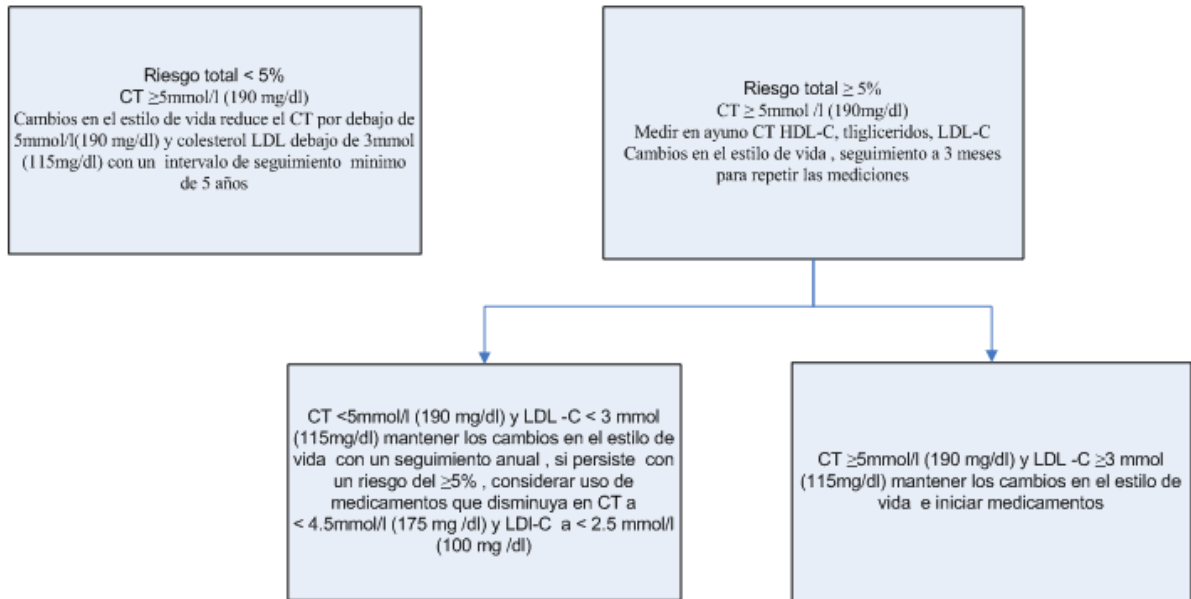 Riesgo total < 5%
CT ≥5mmol/l (190 mg/dl)
Cambios en el estilo de vida reduce el CT por debajo de
5mmol/l(190 mg/dl) y colesterol LDL debajo de 3mmol
(115mg/dl) con un intervalo de seguimiento minimo
de 5 años
Riesgo total ≥ 5%
CT ≥ 5mmol /l (190mg/dl)
Medir en ayuno CT HDL-C, tligliceridos, LDL-C
Cambios en el estilo de vida , seguimiento a 3 meses
para repetir las mediciones
CT <5mmol/l (190 mg/dl) y LDL -C < 3 mmol
(115mg/dl) mantener los cambios en el estilo de
vida con un seguimiento anual , si persiste con
un riesgo del ≥5% , considerar uso de
medicamentos que disminuya en CT a
< 4.5mmol/l (175 mg /dl) y LDl-C a < 2.5 mmol/l
(100 mg /dl)
CT ≥5mmol/l (190 mg/dl) y LDL -C ≥3 mmol
(115mg/dl) mantener los cambios en el estilo de
vida e iniciar medicamentos